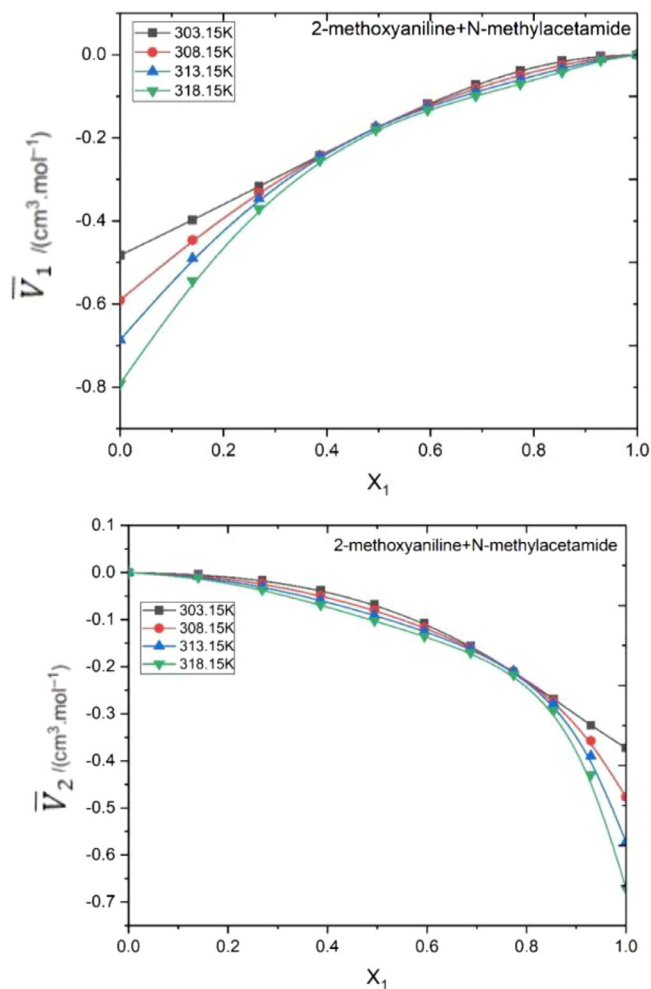 2-methoxyaniline+N-methylacetamide
303.15K
308.15K
313.15K
318.15K
0.0
-0.2
-0.4
-0.6
-0.8
V̅1 /(cm³.mol⁻¹)
0.0 0.2 0.4 0.6 0.8 1.0
X1
2-methoxyaniline+N-methylacetamide
0.1
0.0
-0.1
-0.2
-0.3
-0.4
-0.5
-0.6
-0.7
303.15K
308.15K
313.15K
318.15K
V̅2 /(cm³.mol⁻¹)
0.0 0.2 0.4 0.6 0.8 1.0
X1